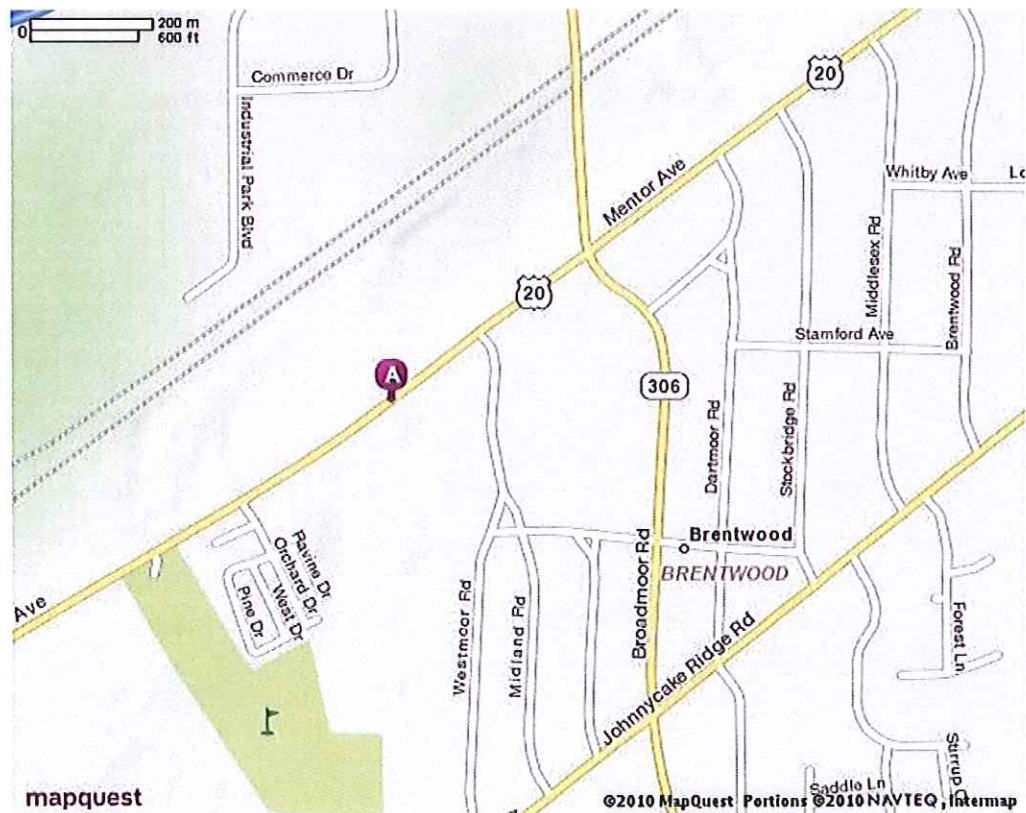 0
200 m
600 ft
Commerce Dr
Industrial Park Blvd
20
Mentor Ave
20
Whitby Ave
Middlesex Rd
Brentwood Rd
Stamford Ave
A
306
Dartmoor Rd
Stockbridge Rd
Brentwood
BRENTWOOD
Ravine Dr
Orchard Dr
West Dr
Pine Dr
Ave
Westmoor Rd
Midland Rd
Broadmoor Rd
Johnnycake Ridge Rd
Forest Ln
Saddle Ln
mapquest
©2010 MapQuest Portions ©2010 NAVTEQ, Intermap